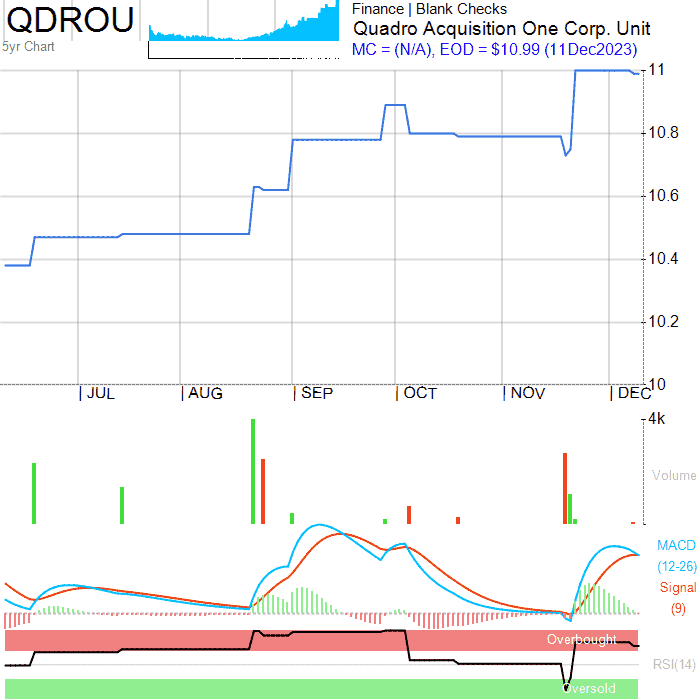 QDROU
5yr Chart
Finance | Blank Checks
Quadro Acquisition One Corp. Unit
MC = (N/A), EOD = $10.99 (11Dec2023)
11
10.8
10.6
10.4
10.2
10
| JUL | AUG | SEP | OCT | NOV | DEC
4k
Volume
MACD
(12-26)
Signal
(9)
Overbought
RSI(14)
Oversold